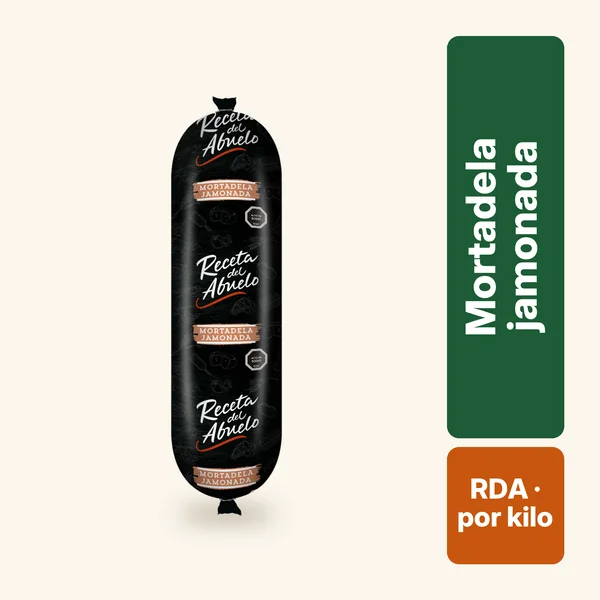 Receta
del
Abuelo
MORTADELA
JAMONADA
Receta
del
Abuelo
MORTADELA
JAMONADA
Receta
del
Abuelo
MORTADELA
JAMONADA
Mortadela
jamonada
RDA ·
por kilo